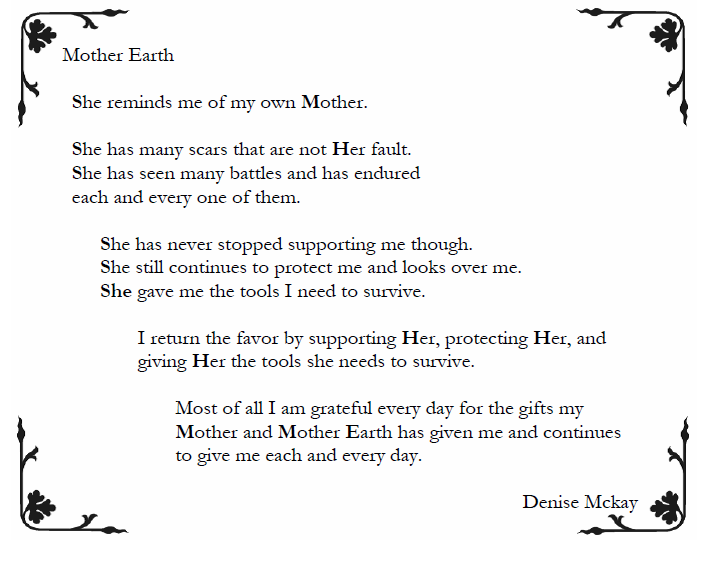 Mother Earth
She reminds me of my own Mother.
She has many scars that are not Her fault.
She has seen many battles and has endured
each and every one of them.
She has never stopped supporting me though.
She still continues to protect me and looks over me.
She gave me the tools I need to survive.
I return the favor by supporting Her, protecting Her, and
giving Her the tools she needs to survive.
Most of all I am grateful every day for the gifts my
Mother and Mother Earth has given me and continues
to give me each and every day.
Denise Mckay